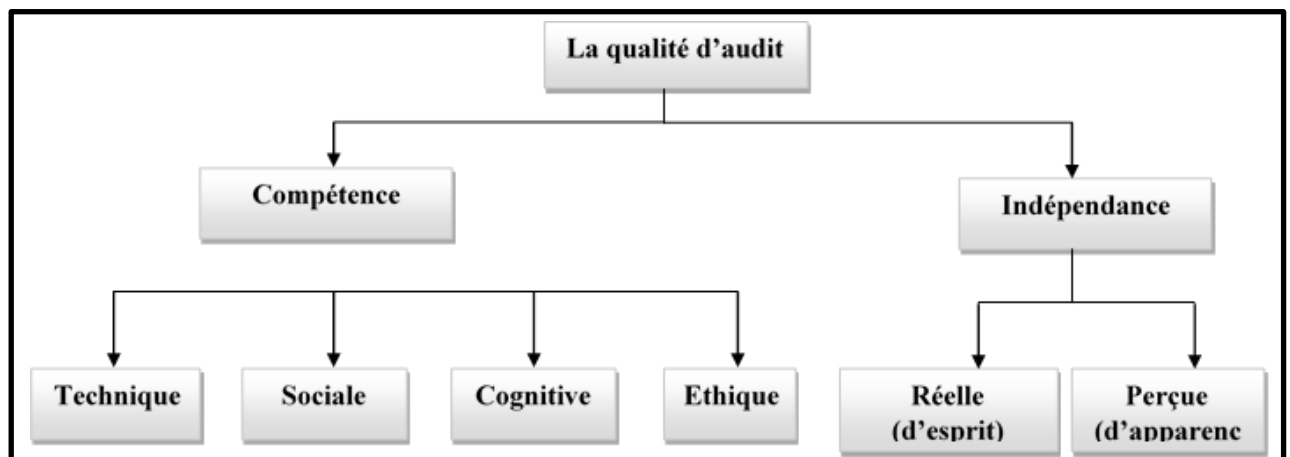 La qualité d'audit
Compétence
Indépendance
Technique
Sociale
Cognitive
Ethique
Réelle
(d'esprit)
Perçue
(d'apparenc